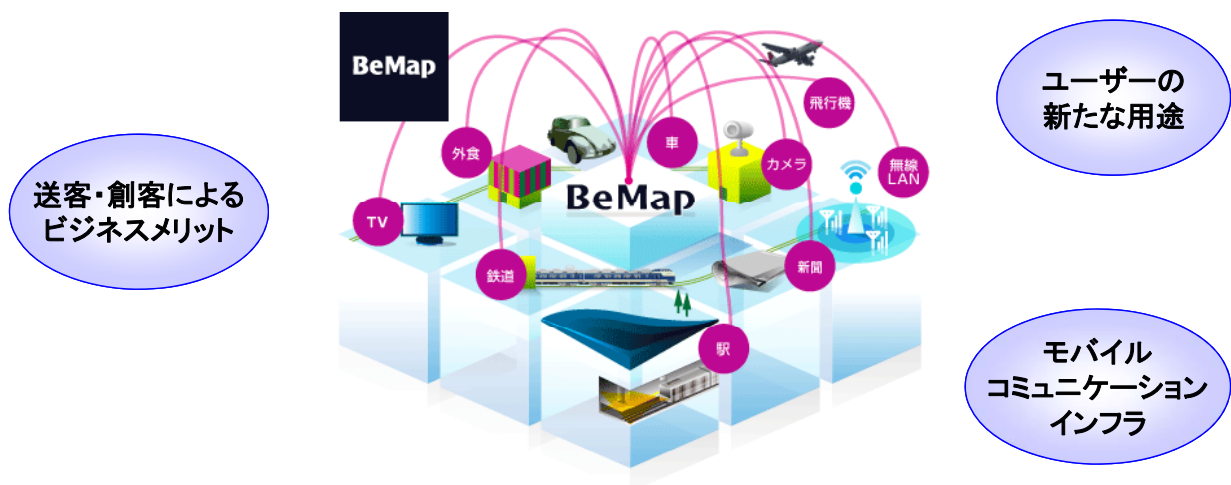 BeMap
送客・創客による
ビジネスメリット
ユーザーの
新たな用途
飛行機
外食
車
カメラ
無線
LAN
BeMap
TV
鉄道
新聞
駅
モバイル
コミュニケーション
インフラ